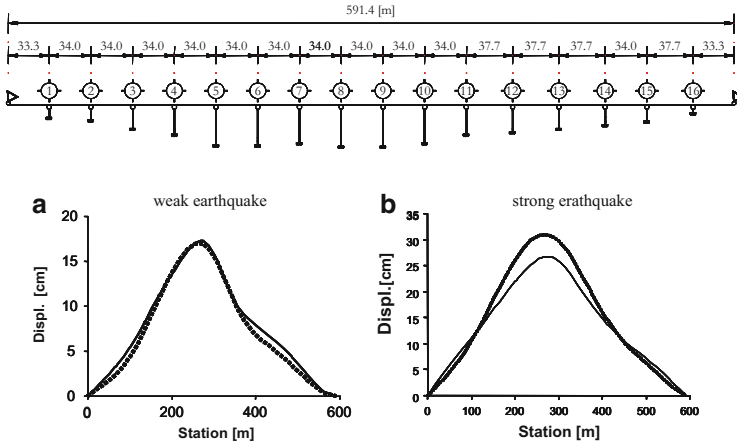 591.4 [m]
33.3 34.0 34.0 34.0 34.0 34.0 34.0 34.0 34.0 34.0 34.0 37.7 37.7 37.7 34.0 37.7 33.3
1 2 3 4 5 6 7 8 9 10 11 12 13 14 15 16
a weak earthquake
20
15
10
5
0
Displ. [cm]
0 200 400 600
Station [m]
b strong erathquake
35
30
25
20
15
10
5
0
Displ.[cm]
0 100 200 300 400 500 600
Station [m]